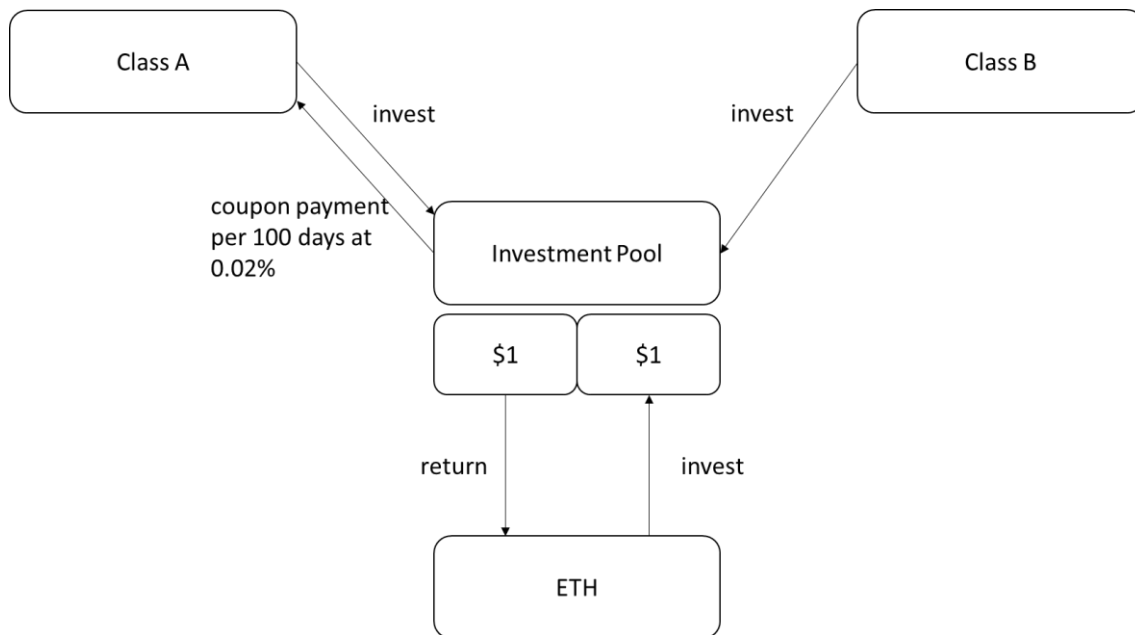 Class A
Class B
invest
invest
coupon payment
per 100 days at
0.02%
Investment Pool
$1
$1
return
invest
ETH